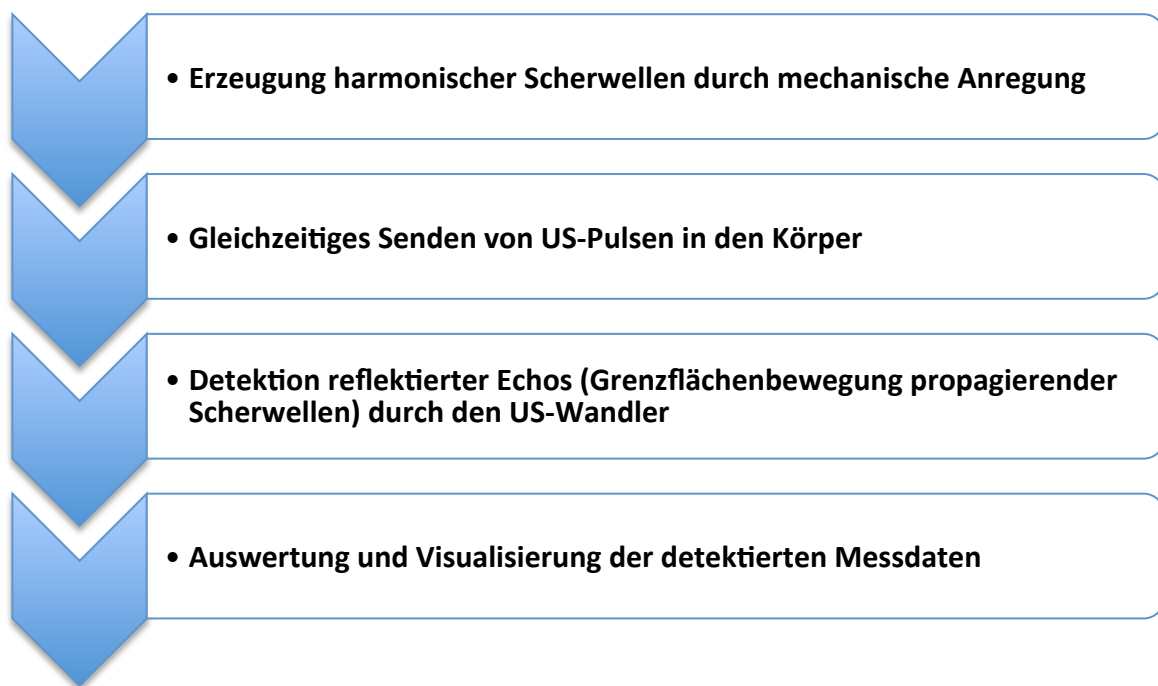 • Erzeugung harmonischer Scherwellen durch mechanische Anregung
• Gleichzeitiges Senden von US-Pulsen in den Körper
• Detektion reflektierter Echos (Grenzflächenbewegung propagierender
Scherwellen) durch den US-Wandler
• Auswertung und Visualisierung der detektierten Messdaten